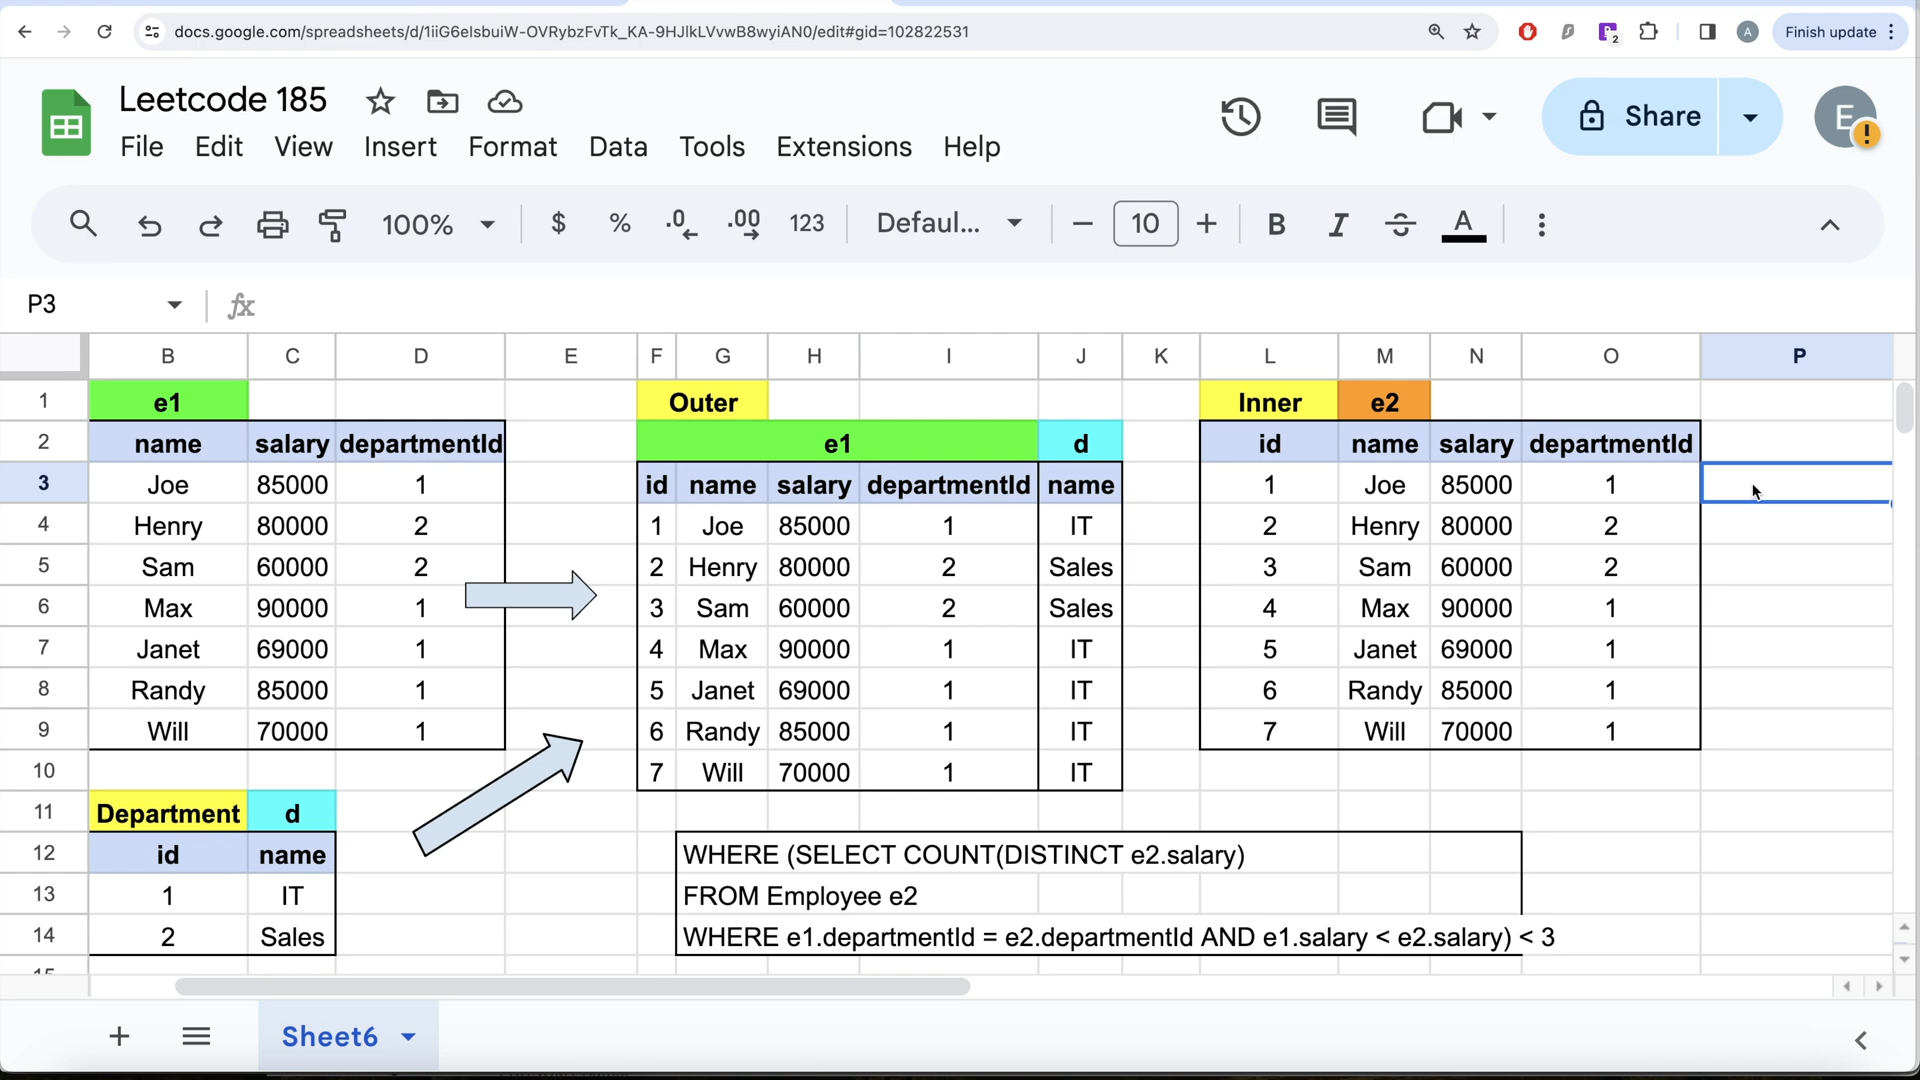 docs.google.com/spreadsheets/d/1iiG6eIsbuiW-OVRybzFvTk_KA-9HJlkLVvwB8wyiAN0/edit#gid=102822531
2
A
Finish update
Leetcode 185
File Edit View Insert Format Data Tools Extensions Help
Share
E
100% $ % .0 .00 123 Defaul... 10 B I S A
P3 fx
B C D E F G H I J K L M N O P
1 e1 Outer Inner e2
2 name salary departmentId e1 d id name salary departmentId
3 Joe 85000 1 id name salary departmentId name 1 Joe 85000 1
4 Henry 80000 2 1 Joe 85000 1 IT 2 Henry 80000 2
5 Sam 60000 2 2 Henry 80000 2 Sales 3 Sam 60000 2
6 Max 90000 1 3 Sam 60000 2 Sales 4 Max 90000 1
7 Janet 69000 1 4 Max 90000 1 IT 5 Janet 69000 1
8 Randy 85000 1 5 Janet 69000 1 IT 6 Randy 85000 1
9 Will 70000 1 6 Randy 85000 1 IT 7 Will 70000 1
10 7 Will 70000 1 IT
11 Department d
12 id name WHERE (SELECT COUNT(DISTINCT e2.salary)
13 1 IT FROM Employee e2
14 2 Sales WHERE e1.departmentId = e2.departmentId AND e1.salary < e2.salary) < 3
15
Sheet6